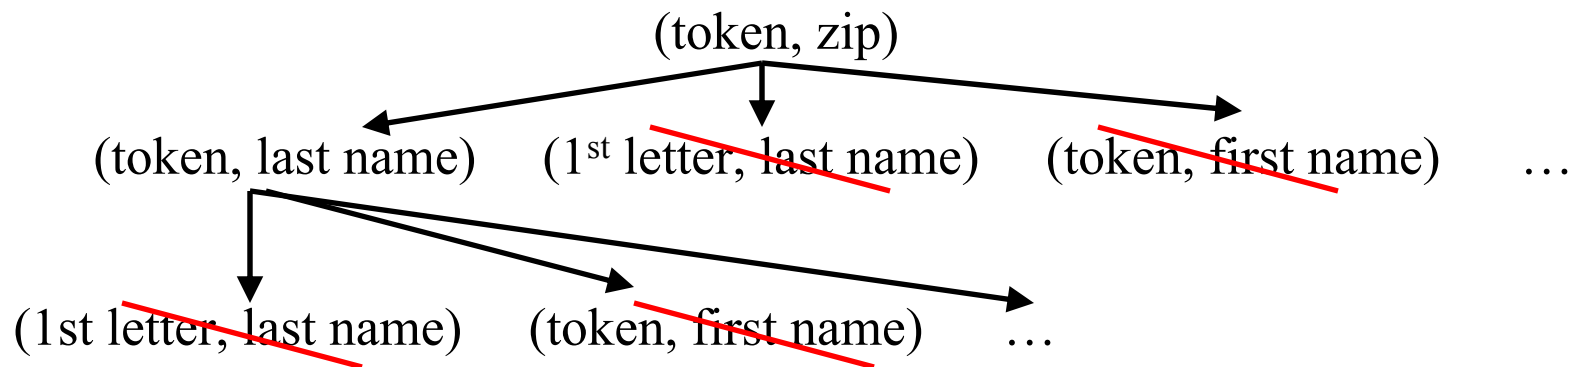 (token, zip)
(token, last name) (1st letter, last name) (token, first name) …
(1st letter, last name) (token, first name) …